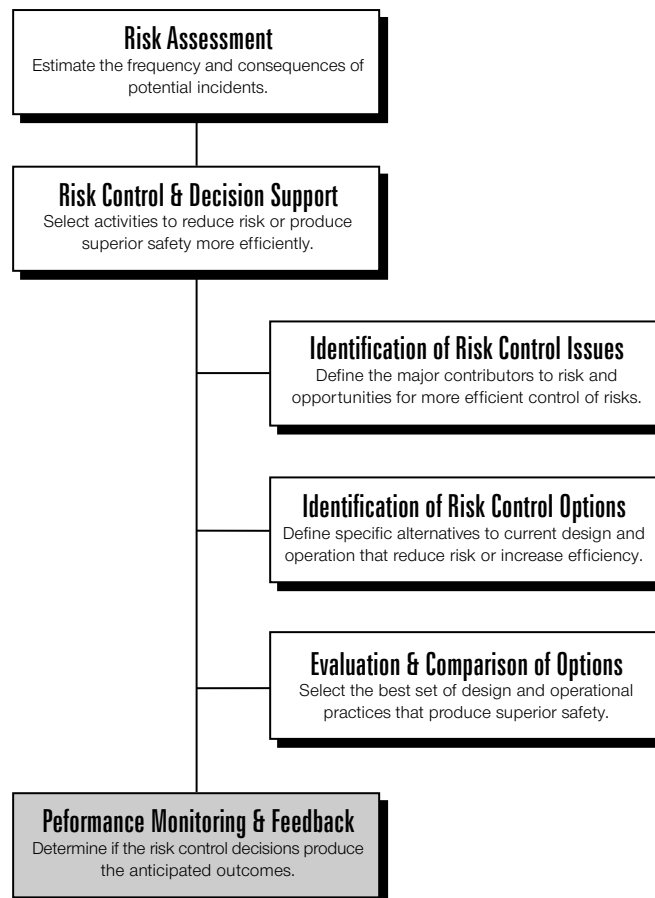 Risk Assessment
Estimate the frequency and consequences of
potential incidents.
Risk Control & Decision Support
Select activities to reduce risk or produce
superior safety more efficiently.
Identification of Risk Control Issues
Define the major contributors to risk and
opportunities for more efficient control of risks.
Identification of Risk Control Options
Define specific alternatives to current design and
operation that reduce risk or increase efficiency.
Evaluation & Comparison of Options
Select the best set of design and operational
practices that produce superior safety.
Peformance Monitoring & Feedback
Determine if the risk control decisions produce
the anticipated outcomes.